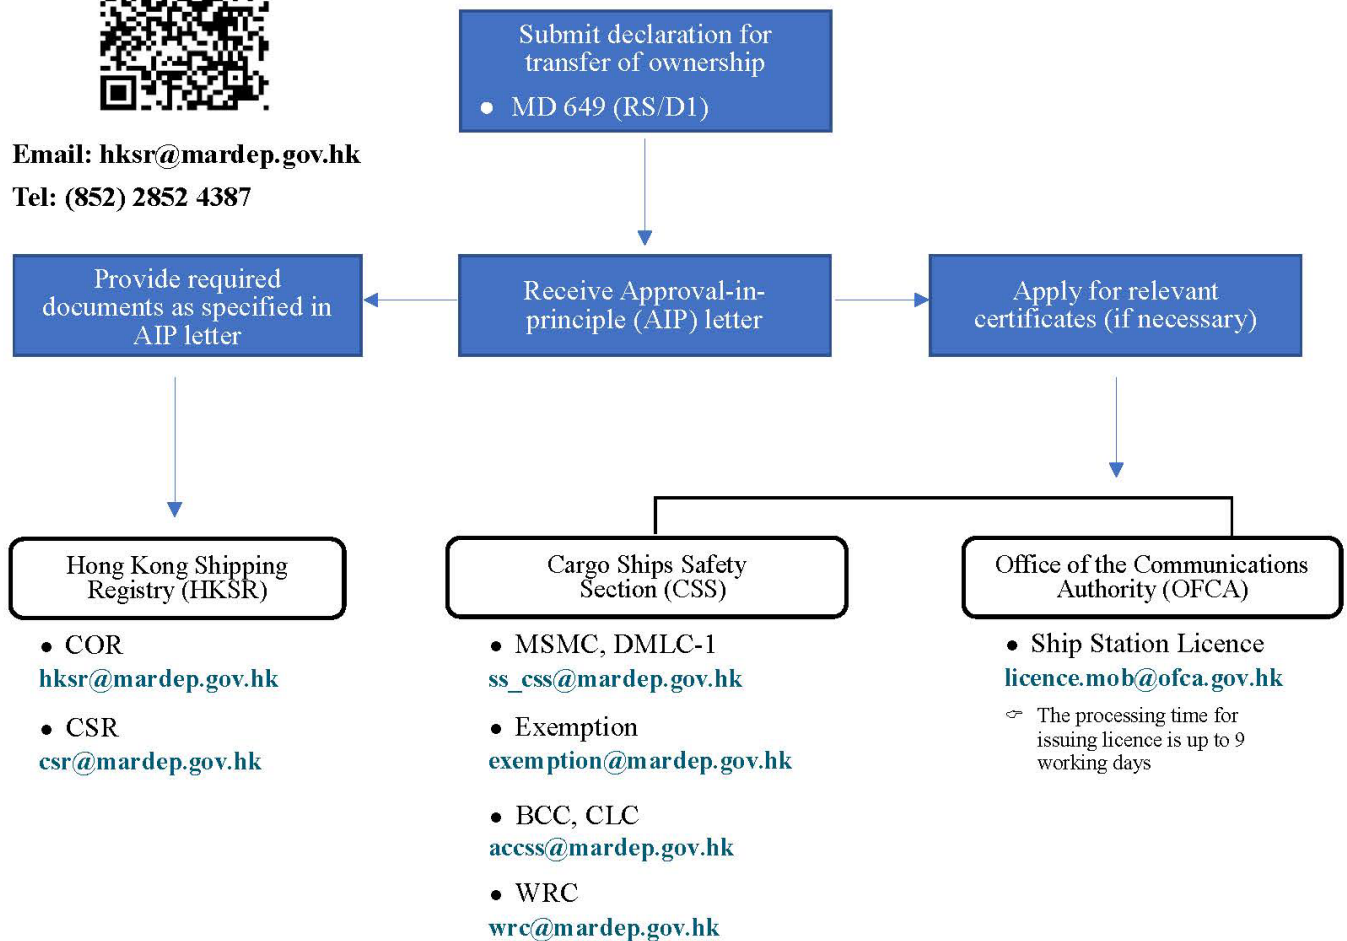 Submit declaration for
transfer of ownership
● MD 649 (RS/D1)
Email: hksr@mardep.gov.hk
Tel: (852) 2852 4387
Provide required
documents as specified in
AIP letter
Receive Approval-in-
principle (AIP) letter
Apply for relevant
certificates (if necessary)
Hong Kong Shipping
Registry (HKSR)
● COR
hksr@mardep.gov.hk
● CSR
csr@mardep.gov.hk
Cargo Ships Safety
Section (CSS)
● MSMC, DMLC-1
ss_css@mardep.gov.hk
● Exemption
exemption@mardep.gov.hk
● BCC, CLC
accss@mardep.gov.hk
● WRC
wrc@mardep.gov.hk
Office of the Communications
Authority (OFCA)
● Ship Station Licence
licence.mob@ofca.gov.hk
☞ The processing time for
issuing licence is up to 9
working days